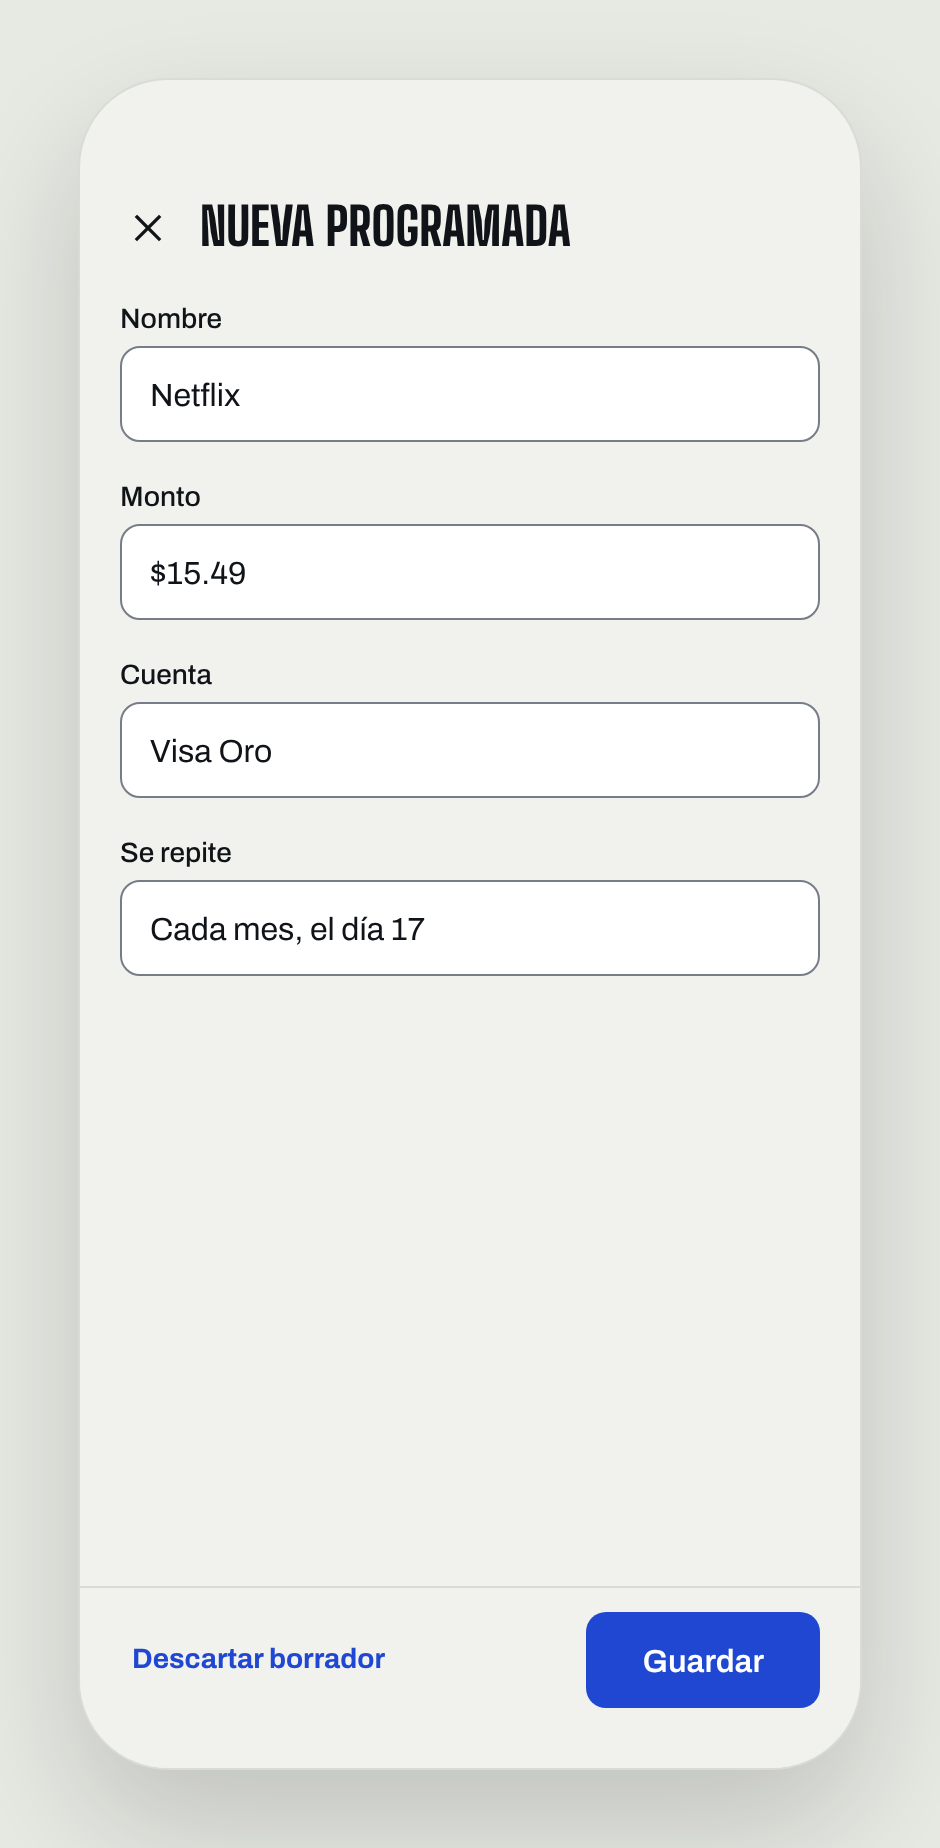 NUEVA PROGRAMADA
Nombre
Netflix
Monto
$15.49
Cuenta
Visa Oro
Se repite
Cada mes, el día 17
Descartar borrador
Guardar